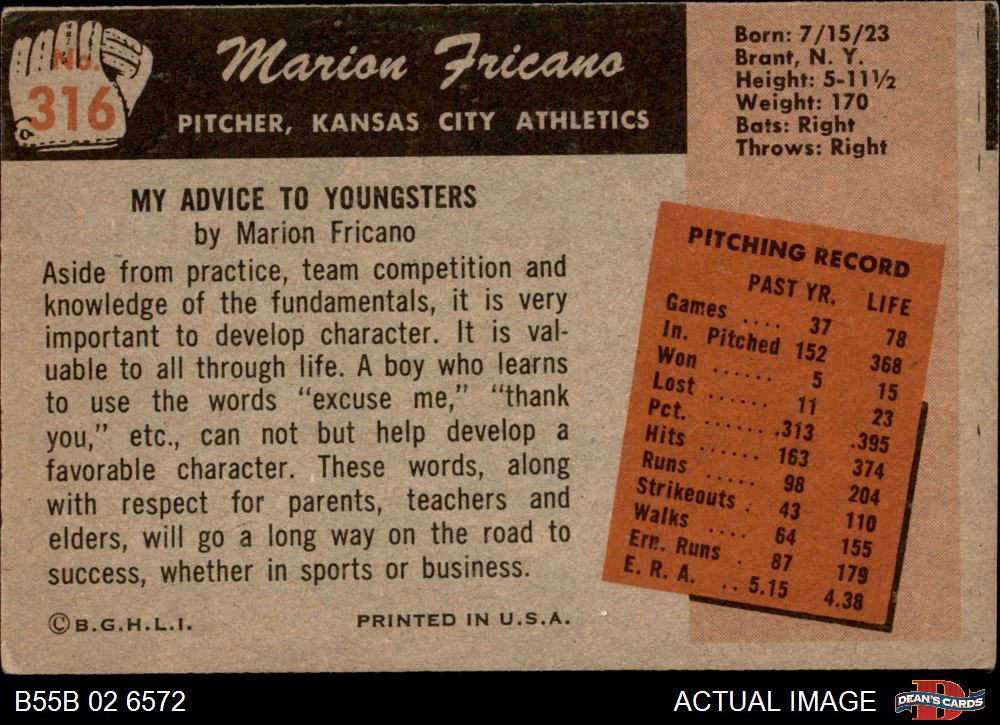 No.
316
Marion Fricano
PITCHER, KANSAS CITY ATHLETICS
Born: 7/15/23
Brant, N. Y.
Height: 5-11½
Weight: 170
Bats: Right
Throws: Right
MY ADVICE TO YOUNGSTERS
by Marion Fricano
Aside from practice, team competition and
knowledge of the fundamentals, it is very
important to develop character. It is val-
uable to all through life. A boy who learns
to use the words “excuse me,” “thank
you,” etc., can not but help develop a
favorable character. These words, along
with respect for parents, teachers and
elders, will go a long way on the road to
success, whether in sports or business.
©B.G.H.L.I. PRINTED IN U.S.A.
PITCHING RECORD
PAST YR. LIFE
Games .... 37 78
In. Pitched 152 368
Won ...... 5 15
Lost ...... 11 23
Pct. ...... .313 .395
Hits ...... 163 374
Runs ..... 98 204
Strikeouts . 43 110
Walks .... 64 155
Ern. Runs . 87 179
E. R. A. .. 5.15 4.38
B55B 02 6572
ACTUAL IMAGE
DEAN'S CARDS